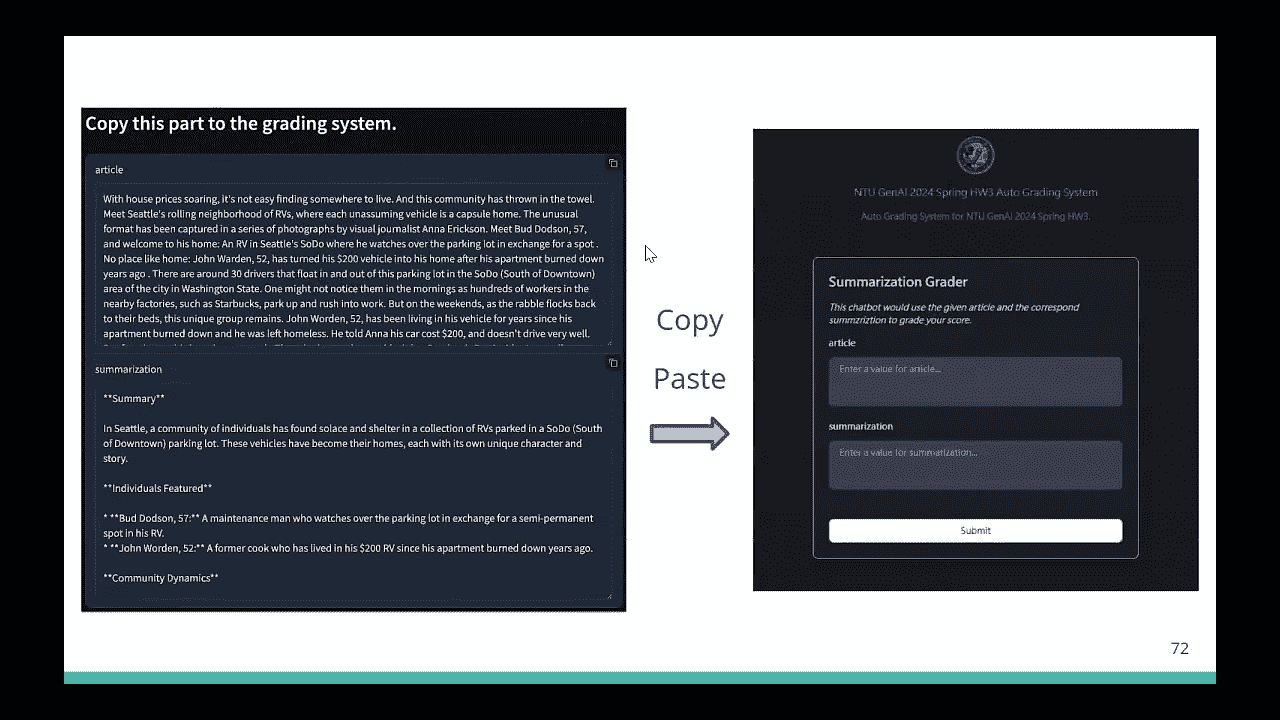 Copy this part to the grading system.
article
With house prices soaring, it's not easy finding somewhere to live. And this community has thrown in the towel.
Meet Seattle's rolling neighborhood of RVs, where each unassuming vehicle is a capsule home. The unusual
format has been captured in a series of photographs by visual journalist Anna Erickson. Meet Bud Dodson, 57,
and welcome to his home: An RV in Seattle's SoDo where he watches over the parking lot in exchange for a spot .
No place like home: John Warden, 52, has turned his $200 vehicle into his home after his apartment burned down
years ago . There are around 30 drivers that float in and out of this parking lot in the SoDo (South of Downtown)
area of the city in Washington State. One might not notice them in the mornings as hundreds of workers in the
nearby factories, such as Starbucks, park up and rush into work. But on the weekends, as the rabble flocks back
to their beds, this unique group remains. John Worden, 52, has been living in his vehicle for years since his
apartment burned down and he was left homeless. He told Anna his car cost $200, and doesn't drive very well.
summarization
**Summary**
In Seattle, a community of individuals has found solace and shelter in a collection of RVs parked in a SoDo (South
of Downtown) parking lot. These vehicles have become their homes, each with its own unique character and
story.
**Individuals Featured**
* **Bud Dodson, 57:** A maintenance man who watches over the parking lot in exchange for a semi-permanent
spot in his RV.
* **John Worden, 52:** A former cook who has lived in his $200 RV since his apartment burned down years ago.
**Community Dynamics**
Copy
Paste
NTU GenAI 2024 Spring HW3 Auto Grading System
Auto Grading System for NTU GenAI 2024 Spring HW3.
Summarization Grader
This chatbot would use the given article and the correspond
summzriztion to grade your score.
article
Enter a value for article...
summarization
Enter a value for summarization...
Submit
72